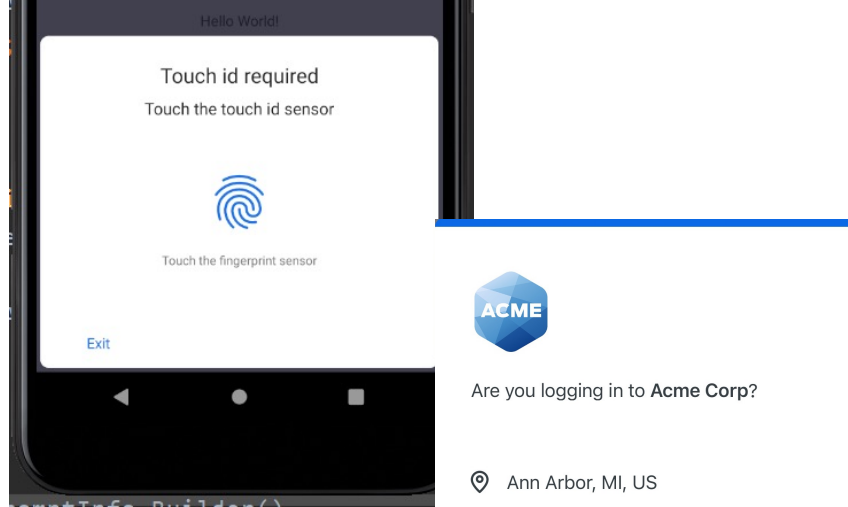 Hello World!
Touch id required
Touch the touch id sensor
Touch the fingerprint sensor
Exit
ACME
Are you logging in to Acme Corp?
Ann Arbor, MI, US